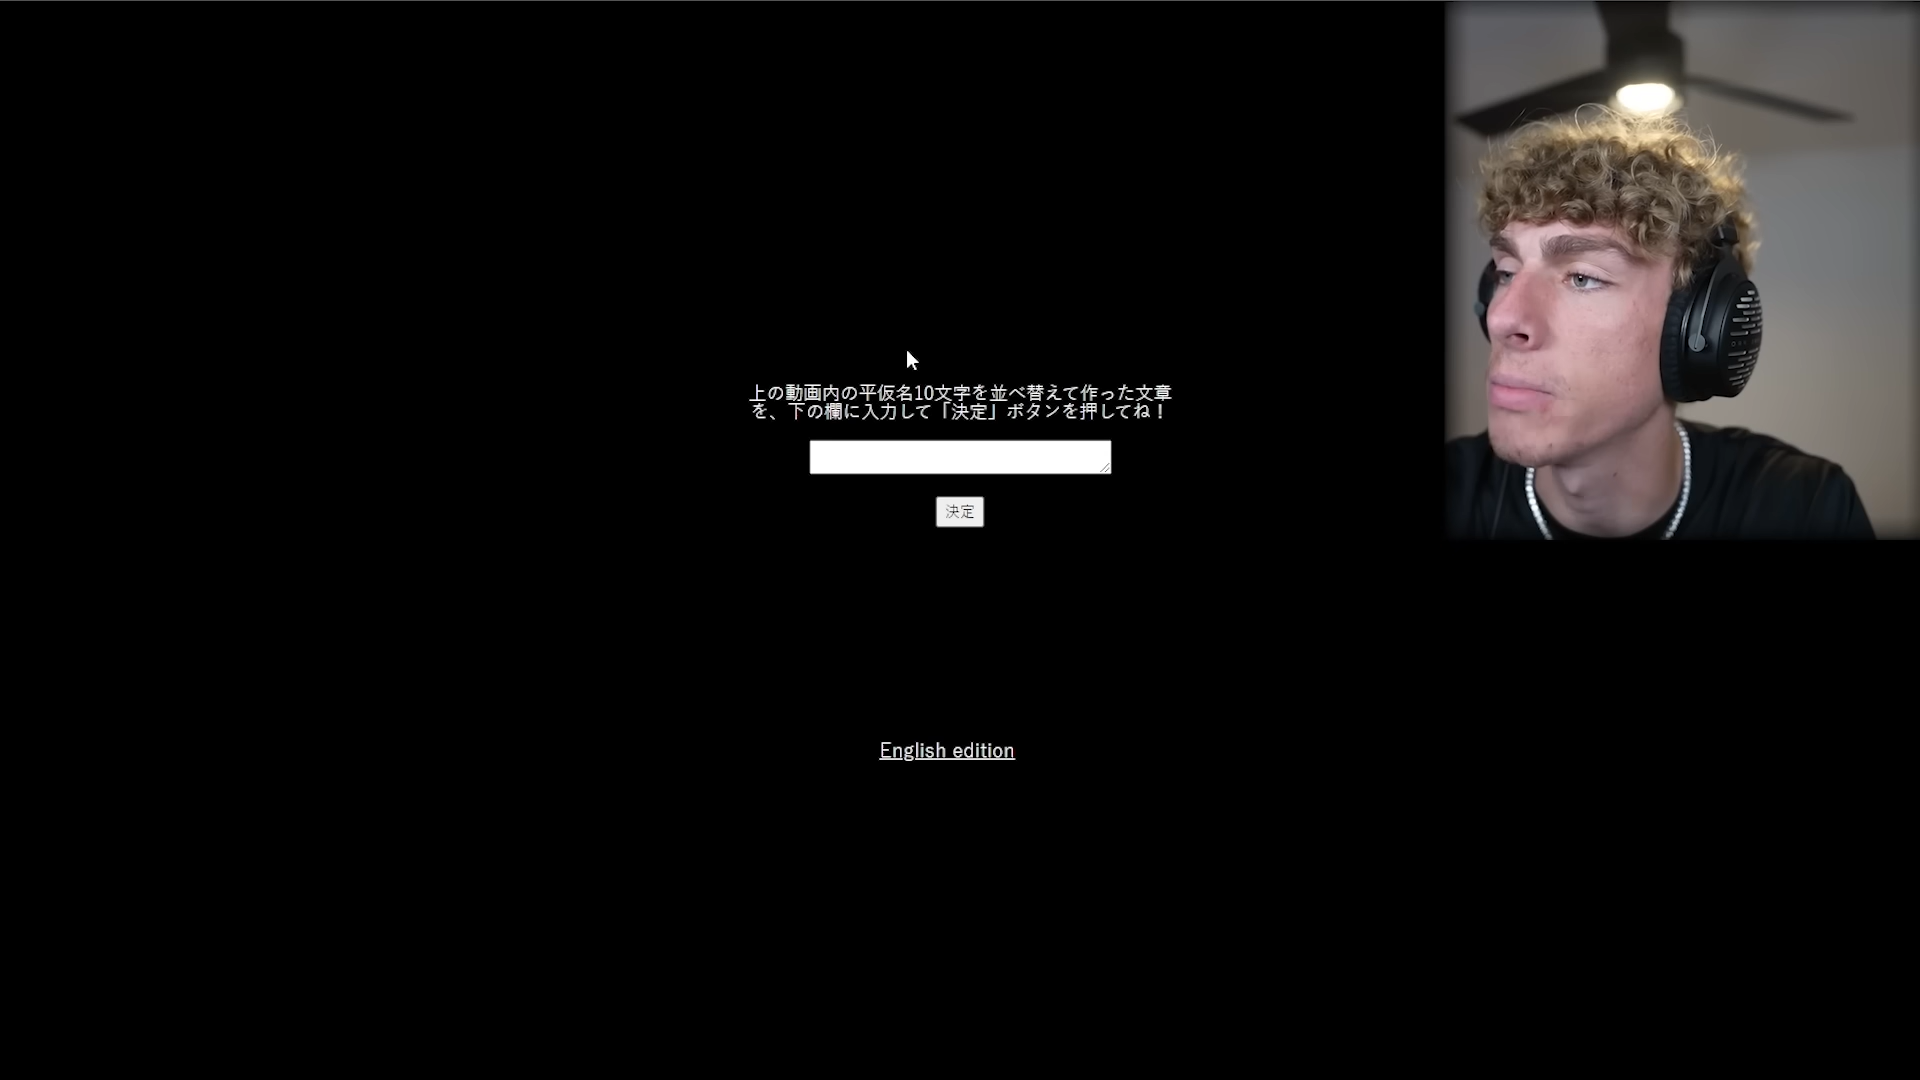 上の動画内の平仮名10文字を並べ替えて作った文章
を、下の欄に入力して「決定」ボタンを押してね！
決定
English edition